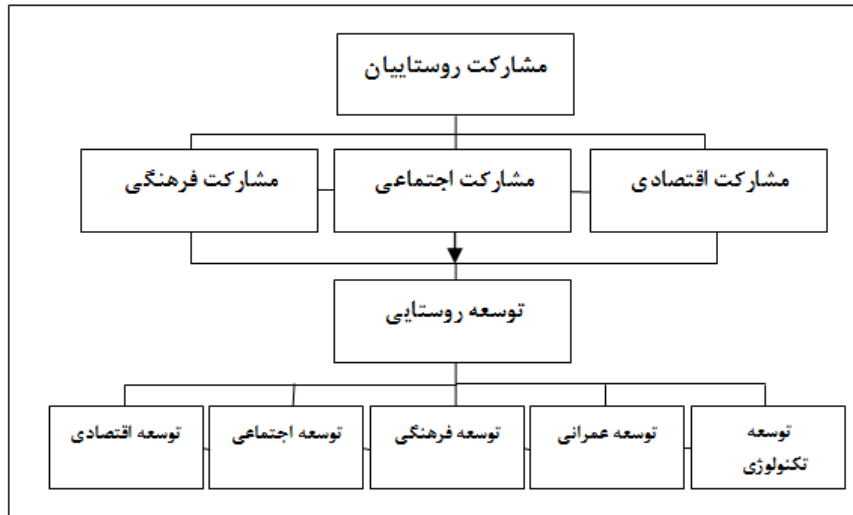 مشارکت روستاییان
مشارکت اقتصادی
مشارکت اجتماعی
مشارکت فرهنگی
توسعه روستایی
توسعه تکنولوژی
توسعه عمرانی
توسعه فرهنگی
توسعه اجتماعی
توسعه اقتصادی